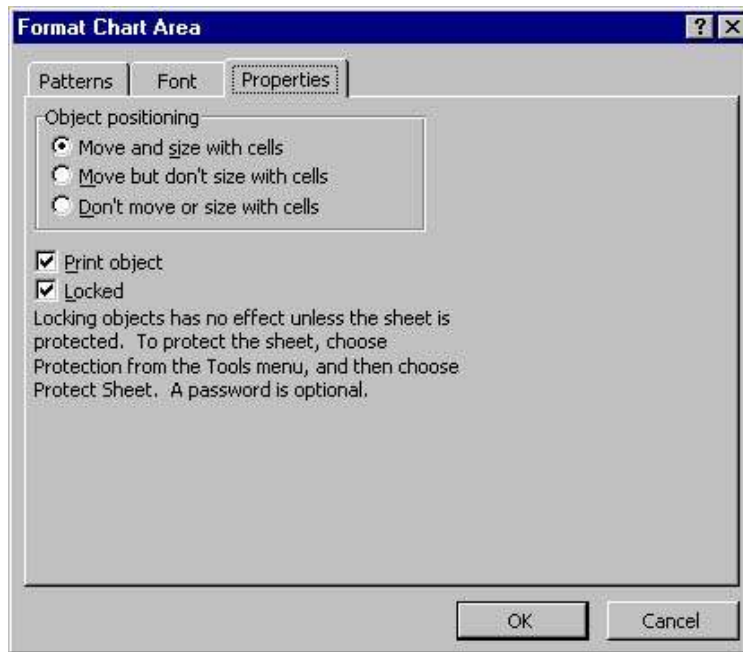 Format Chart Area
Patterns Font Properties
Object positioning
Move and size with cells
Move but don't size with cells
Don't move or size with cells
Print object
Locked
Locking objects has no effect unless the sheet is
protected. To protect the sheet, choose
Protection from the Tools menu, and then choose
Protect Sheet. A password is optional.
OK Cancel